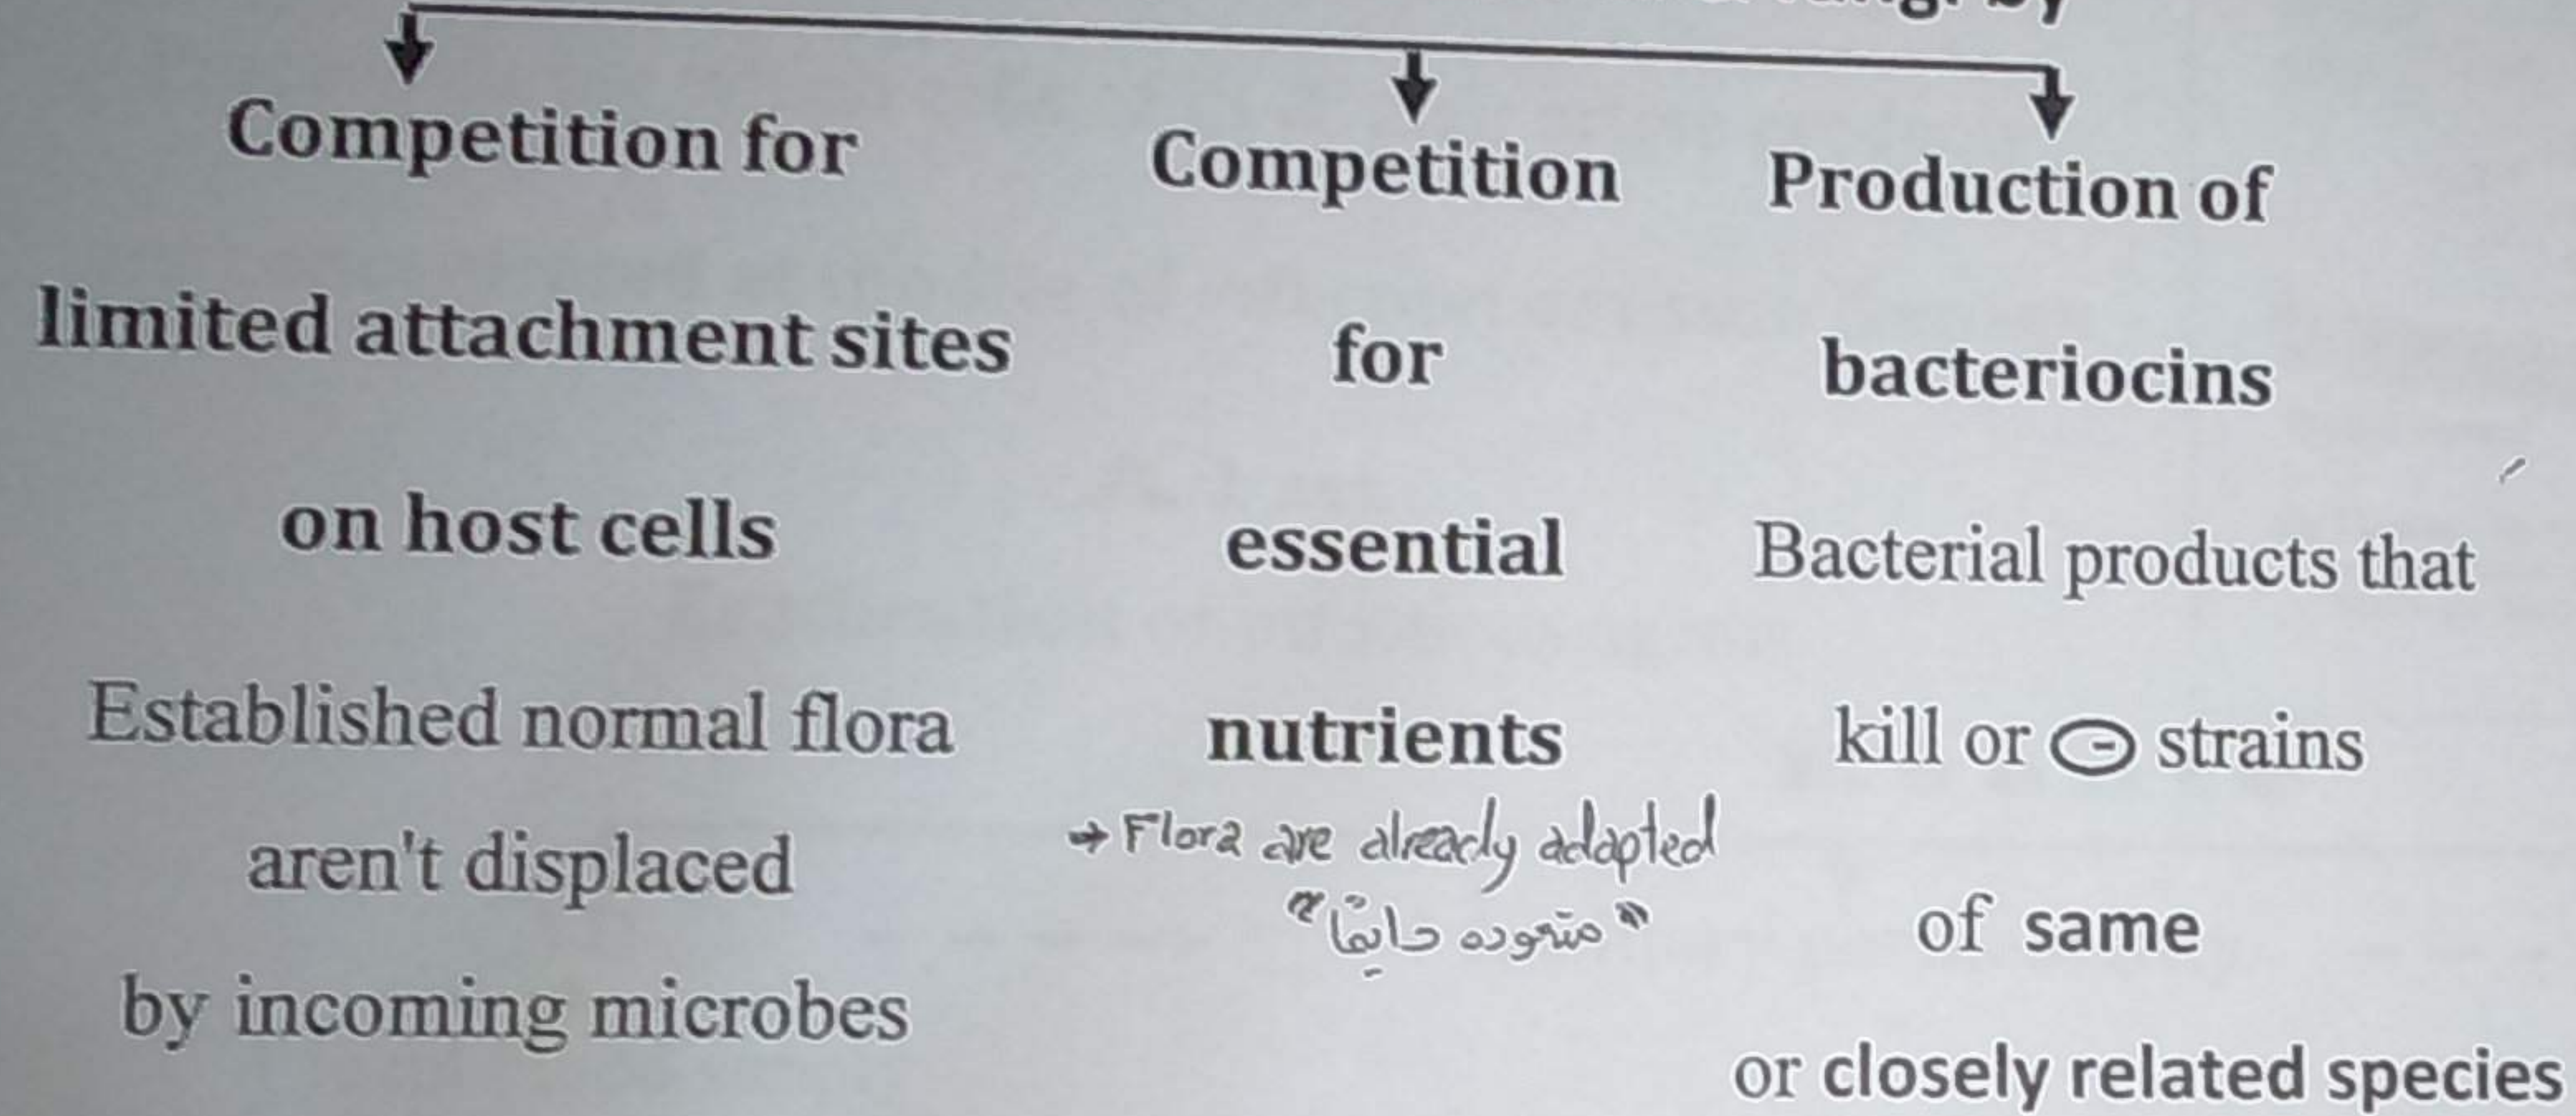 by
Competition for
limited attachment sites
on host cells
Established normal flora
aren't displaced
by incoming microbes
Competition
for
essential
nutrients
→ Flora are already adapted
"متعوده دايمًا"
Production of
bacteriocins
Bacterial products that
kill or ⊖ strains
of same
or closely related species